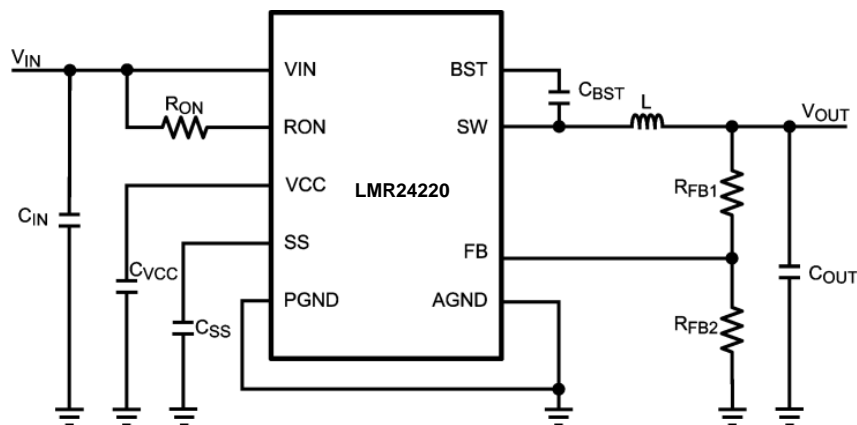 VIN
RON
CIN
CVCC
CSS
VIN
RON
VCC
SS
PGND
LMR24220
BST
SW
FB
AGND
CBST
L
VOUT
RFB1
RFB2
COUT